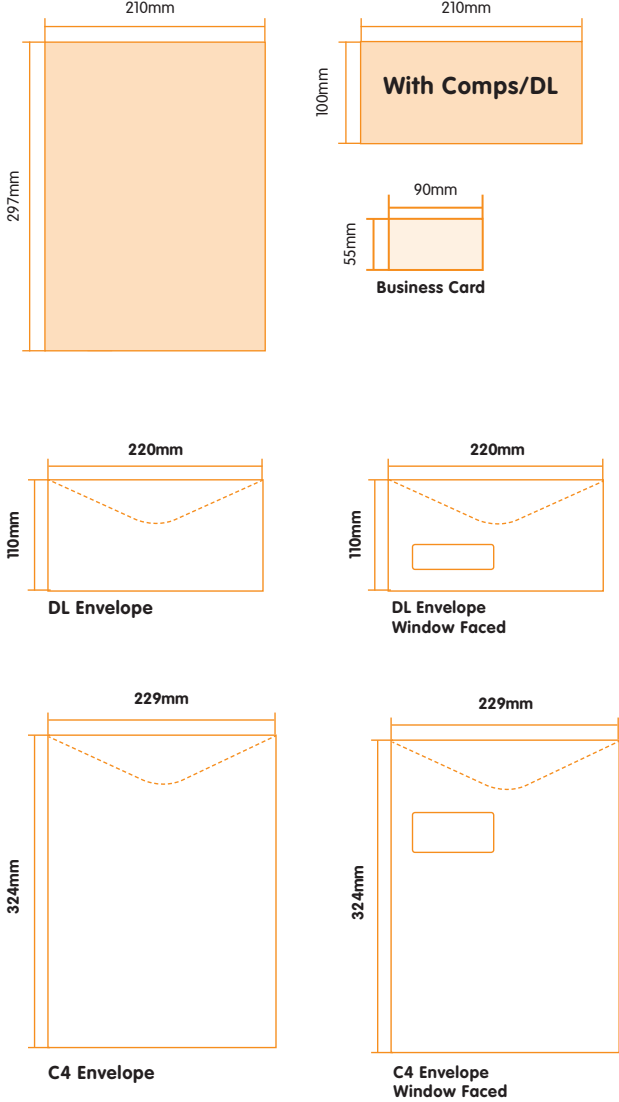 210mm
297mm
210mm
100mm
With Comps/DL
90mm
55mm
Business Card
220mm
110mm
DL Envelope
220mm
110mm
DL Envelope
Window Faced
229mm
324mm
C4 Envelope
229mm
324mm
C4 Envelope
Window Faced